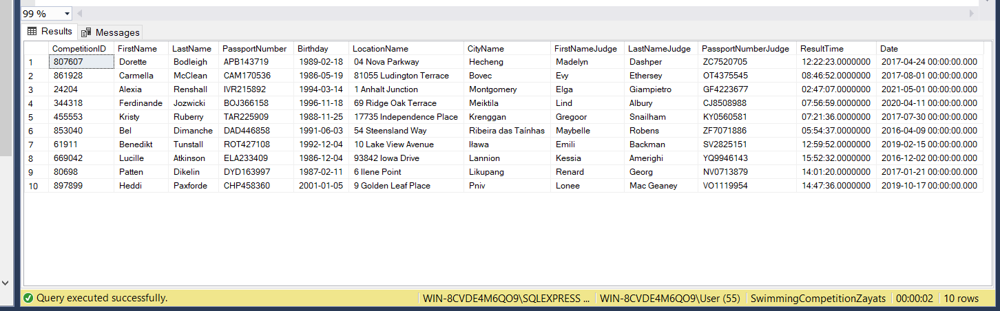 99 %
Results Messages
CompetitionID FirstName LastName PassportNumber Birthday LocationName CityName FirstNameJudge LastNameJudge PassportNumberJudge ResultTime Date
1 807607 Dorette Bodleigh APB143719 1989-02-18 04 Nova Parkway Hecheng Madelyn Dashper ZC7520705 12:22:23.0000000 2017-04-24 00:00:00.000
2 861928 Carmella McClean CAM170536 1986-05-19 81055 Ludington Terrace Bovec Evy Ethersey OT4375545 08:46:52.0000000 2017-08-01 00:00:00.000
3 24204 Alexia Renshall IVR215892 1994-03-14 1 Anhalt Junction Montgomery Elga Giampietro GF4223677 02:47:07.0000000 2021-05-01 00:00:00.000
4 344318 Ferdinande Jozwicki BOJ366158 1996-11-18 69 Ridge Oak Terrace Meiktila Lind Albury CJ8508988 07:56:59.0000000 2020-04-11 00:00:00.000
5 455553 Kristy Ruberry TAR225909 1988-11-25 17735 Independence Place Krenggan Gregoor Snailham KY0560581 07:21:36.0000000 2017-07-30 00:00:00.000
6 853040 Bel Dimanche DAD446858 1991-06-03 54 Steensland Way Ribeira das Taínhas Maybelle Robens ZF7071886 05:54:37.0000000 2016-04-09 00:00:00.000
7 61911 Benedikt Tunstall ROT427108 1992-12-04 10 Lake View Avenue Iława Emili Backman SV2825151 12:59:52.0000000 2019-02-15 00:00:00.000
8 669042 Lucille Atkinson ELA233409 1986-12-04 93842 Iowa Drive Lannion Kessia Amerighi YQ9946143 15:52:32.0000000 2016-12-02 00:00:00.000
9 80698 Patten Dikelin DYD163997 1987-02-11 6 Ilene Point Likupang Renard Georg NV0713879 14:01:20.0000000 2017-01-21 00:00:00.000
10 897899 Heddi Paxforde CHP458360 2001-01-05 9 Golden Leaf Place Pniv Lonee Mac Geaney VO1119954 14:47:36.0000000 2019-10-17 00:00:00.000
Query executed successfully. WIN-8CVDE4M6QO9\SQLEXPRESS ... WIN-8CVDE4M6QO9\User (55) SwimmingCompetitionZayats 00:00:02 10 rows